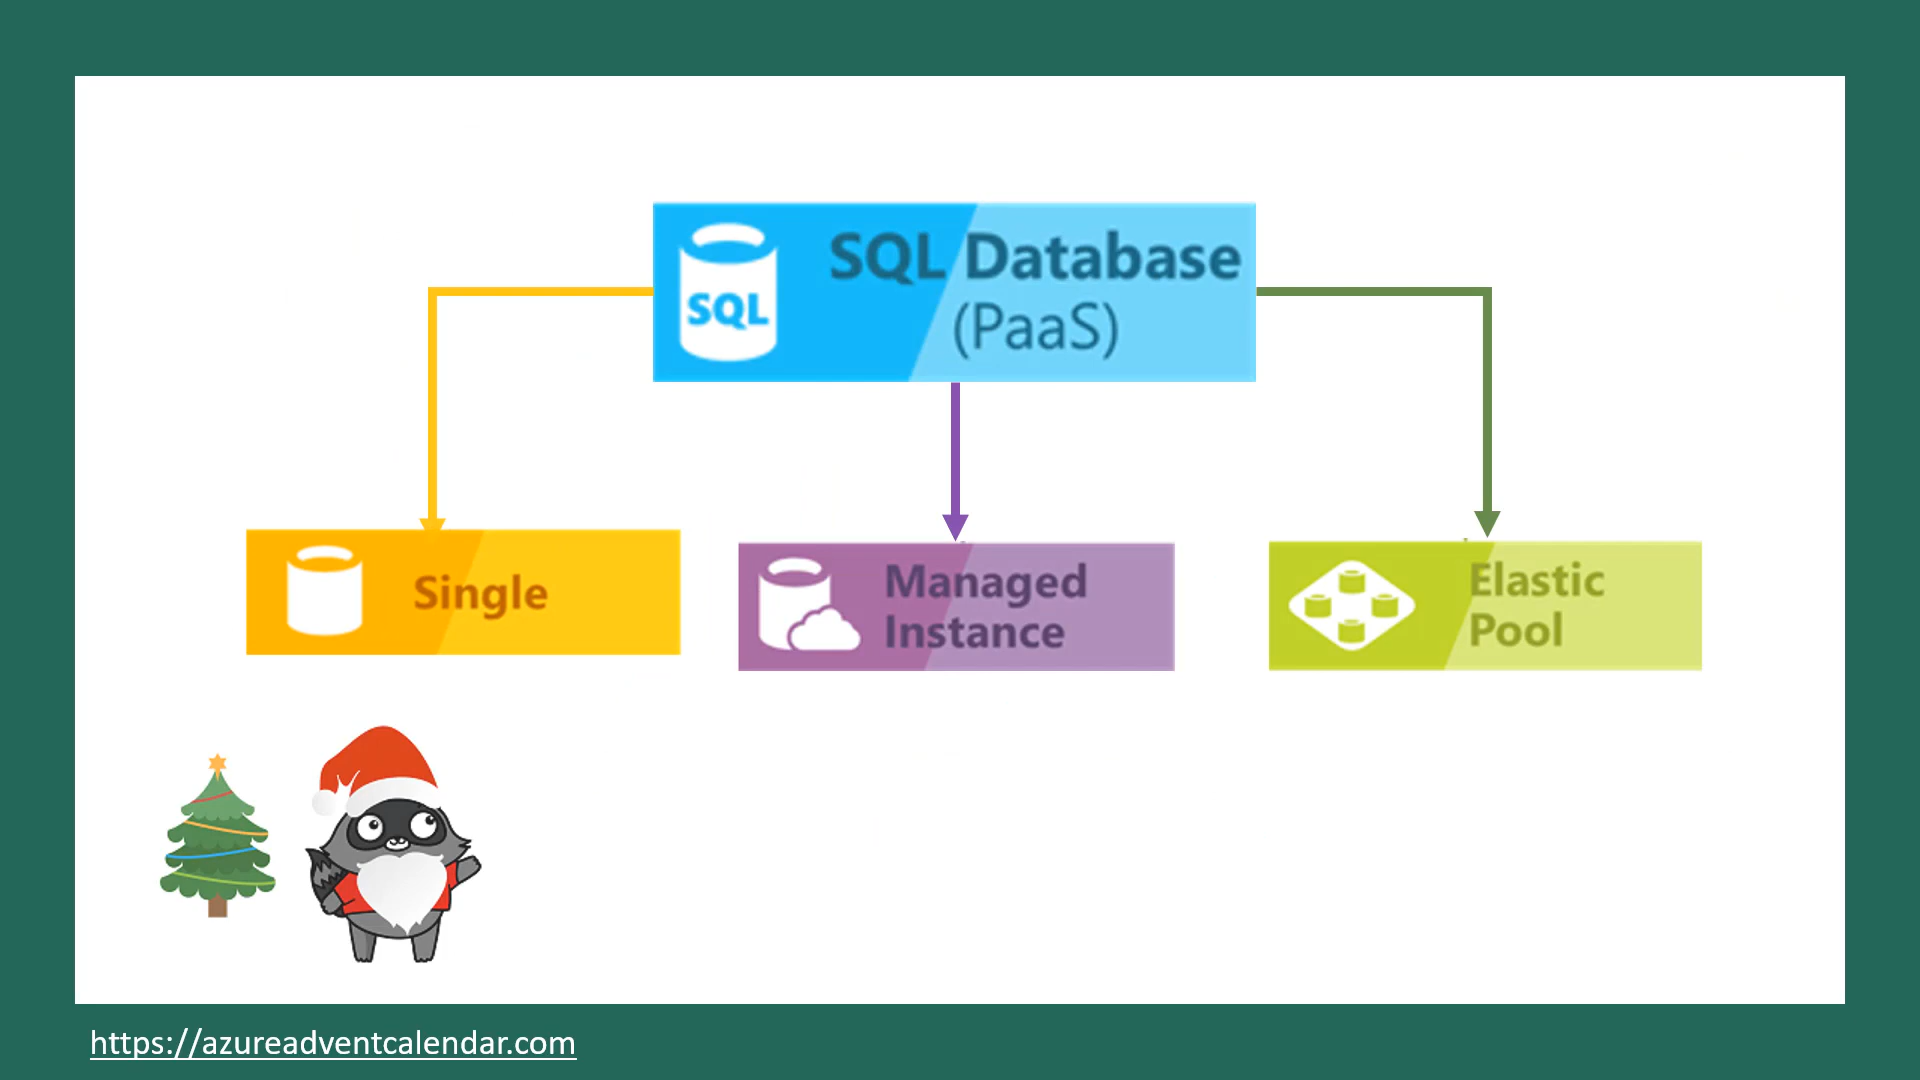 SQL Database
(PaaS)
SQL
Single
Managed
Instance
Elastic
Pool
https://azureadventcalendar.com